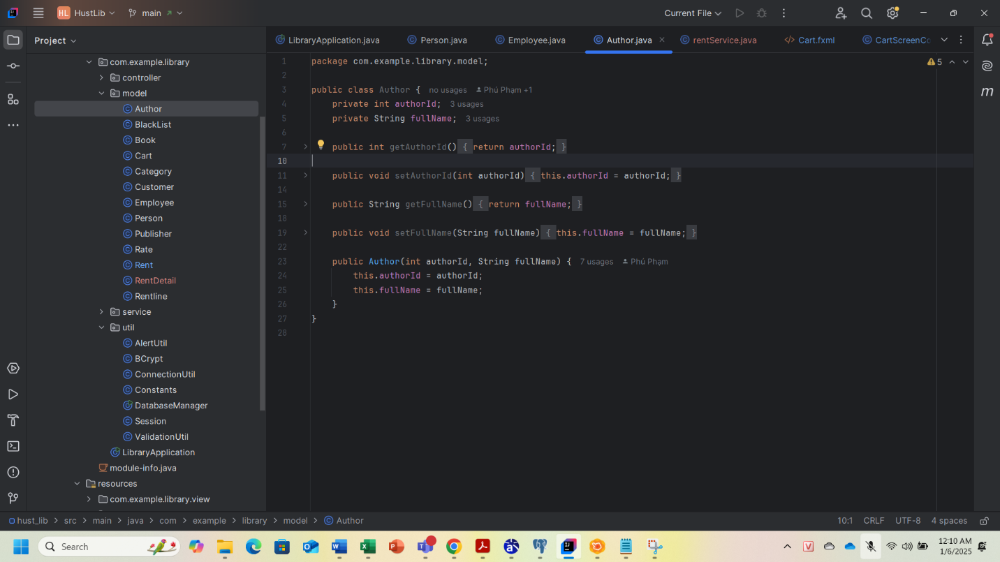 HL HustLib main Current File
Project
LibraryApplication.java Person.java Employee.java Author.java rentService.java Cart.fxml CartScreenCo
com.example.library
controller
model
Author
BlackList
Book
Cart
Category
Customer
Employee
Person
Publisher
Rate
Rent
RentDetail
Rentline
service
util
AlertUtil
BCrypt
ConnectionUtil
Constants
DatabaseManager
Session
ValidationUtil
LibraryApplication
module-info.java
resources
com.example.library.view
1 package com.example.library.model; 5
2
3 public class Author { no usages Phú Phạm +1
4 private int authorId; 3 usages
5 private String fullName; 3 usages
6
7 public int getAuthorId() { return authorId; }
10
11 public void setAuthorId(int authorId) { this.authorId = authorId; }
14
15 public String getFullName() { return fullName; }
18
19 public void setFullName(String fullName) { this.fullName = fullName; }
22
23 public Author(int authorId, String fullName) { 7 usages Phú Phạm
24 this.authorId = authorId;
25 this.fullName = fullName;
26 }
27 }
28
m
hust_lib > src > main > java > com > example > library > model > Author 10:1 CRLF UTF-8 4 spaces
Search
12:10 AM
1/6/2025